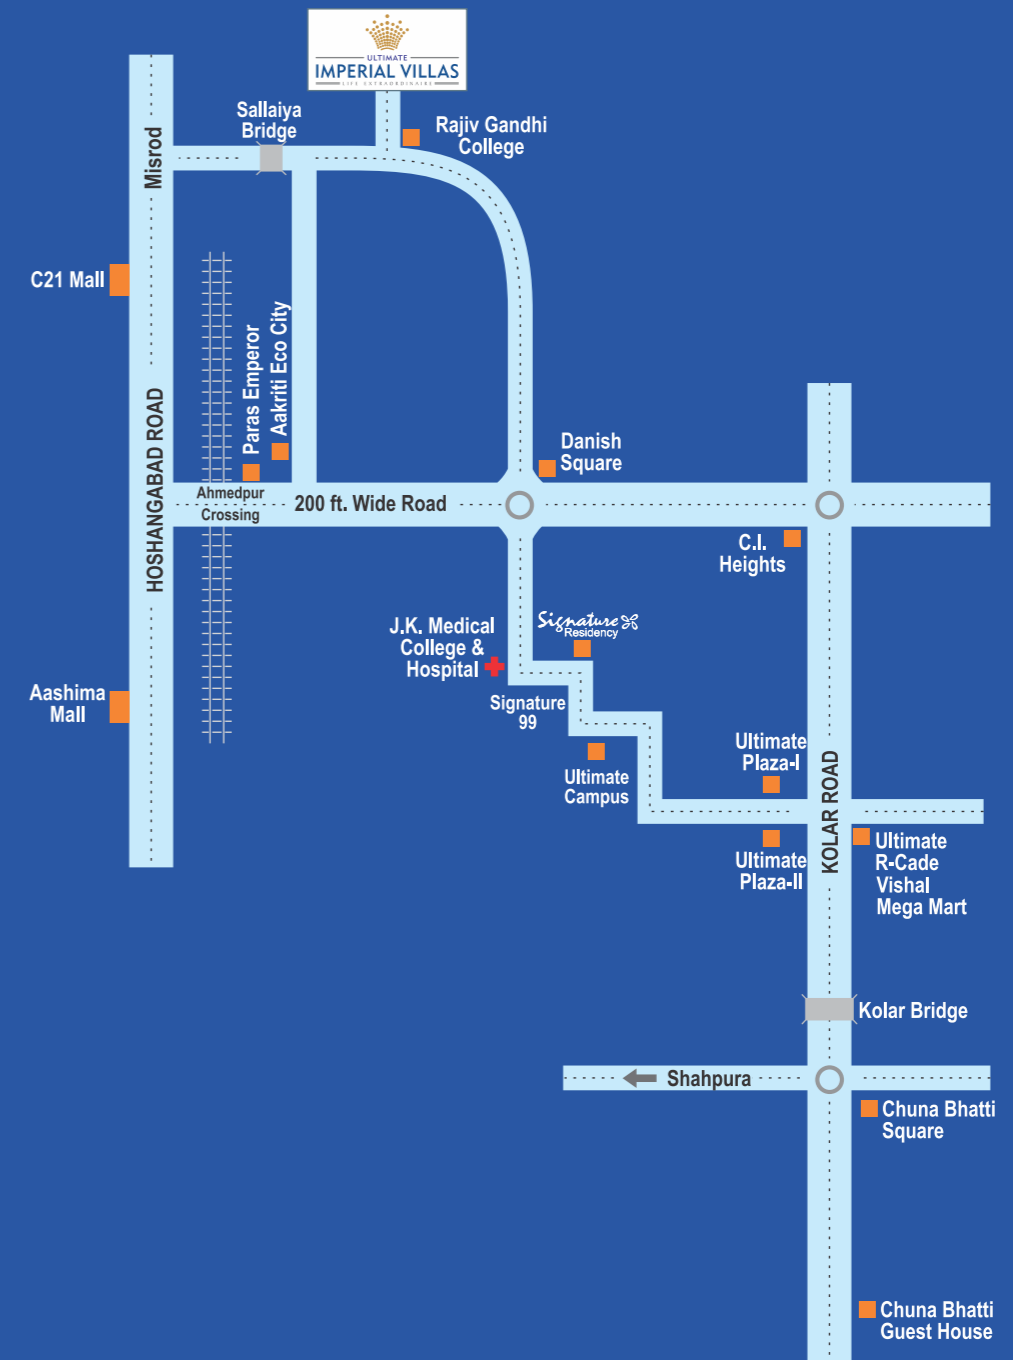 ULTIMATE
IMPERIAL VILLAS
LIFE EXTRAORDINAIRE
Sallaiya
Bridge
Rajiv Gandhi
College
Misrod
C21 Mall
HOSHANGABAD ROAD
Paras Emperor
Aakriti Eco City
Danish
Square
Ahmedpur
Crossing
200 ft. Wide Road
C.I.
Heights
J.K. Medical
College &
Hospital
Signature
Residency
Signature
99
Aashima
Mall
Ultimate
Campus
Ultimate
Plaza-I
KOLAR ROAD
Ultimate
Plaza-II
Ultimate
R-Cade
Vishal
Mega Mart
Kolar Bridge
Shahpura
Chuna Bhatti
Square
Chuna Bhatti
Guest House